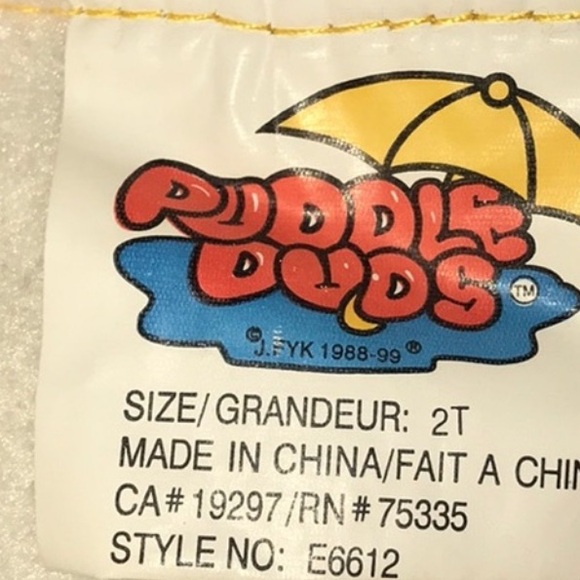 PUDDLE
DUDS TM
© J. FYK 1988-99 ®
SIZE/GRANDEUR: 2T
MADE IN CHINA/FAIT A CHIN
CA#19297/RN#75335
STYLE NO: E6612